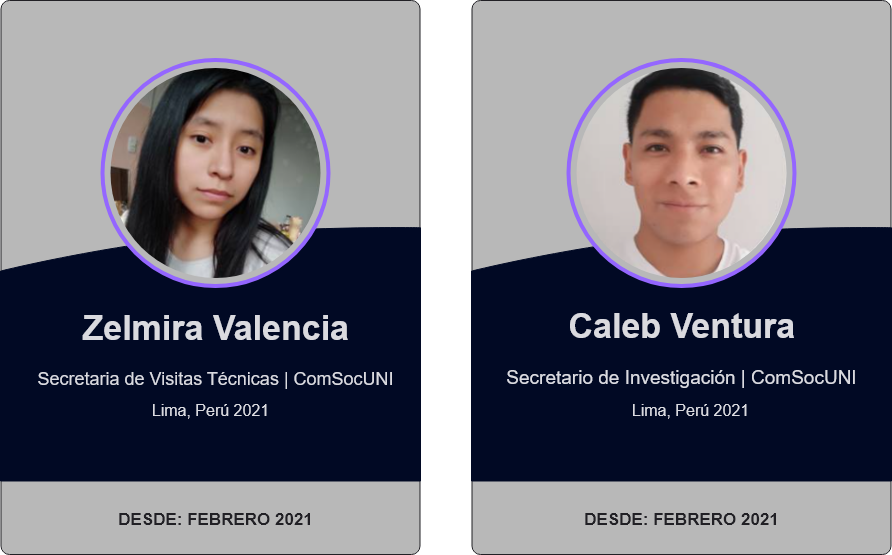 Zelmira Valencia
Secretaria de Visitas Técnicas | ComSocUNI
Lima, Perú 2021
DESDE: FEBRERO 2021
Caleb Ventura
Secretario de Investigación | ComSocUNI
Lima, Perú 2021
DESDE: FEBRERO 2021